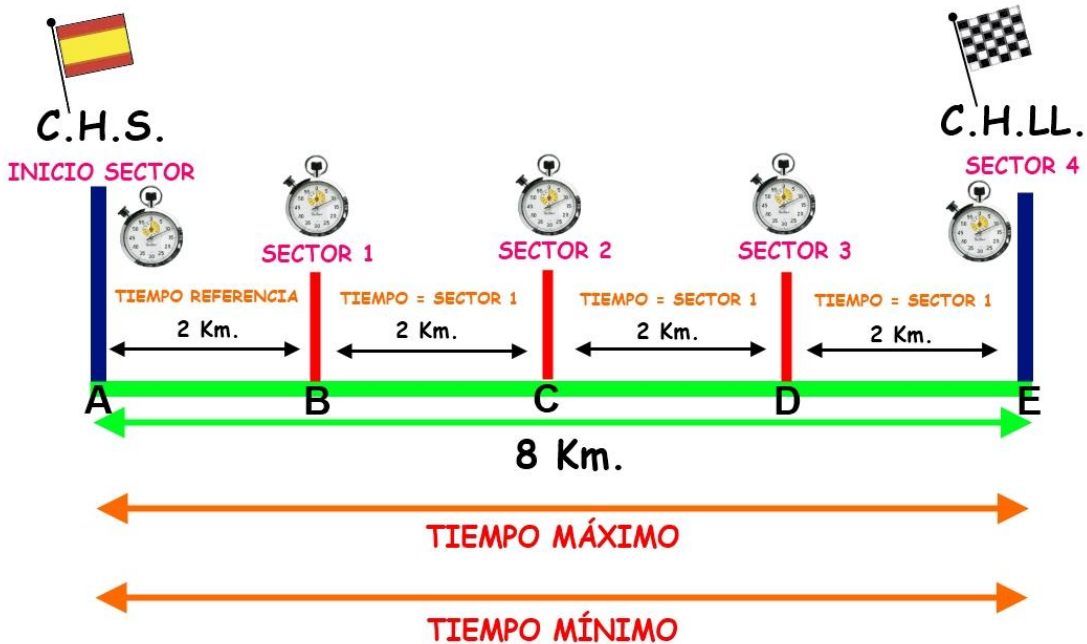 C.H.S.
C.H.LL.
INICIO SECTOR
SECTOR 4
SECTOR 1
SECTOR 2
SECTOR 3
TIEMPO REFERENCIA
TIEMPO = SECTOR 1
TIEMPO = SECTOR 1
TIEMPO = SECTOR 1
2 Km.
2 Km.
2 Km.
2 Km.
A
B
C
D
E
8 Km.
TIEMPO MÁXIMO
TIEMPO MÍNIMO